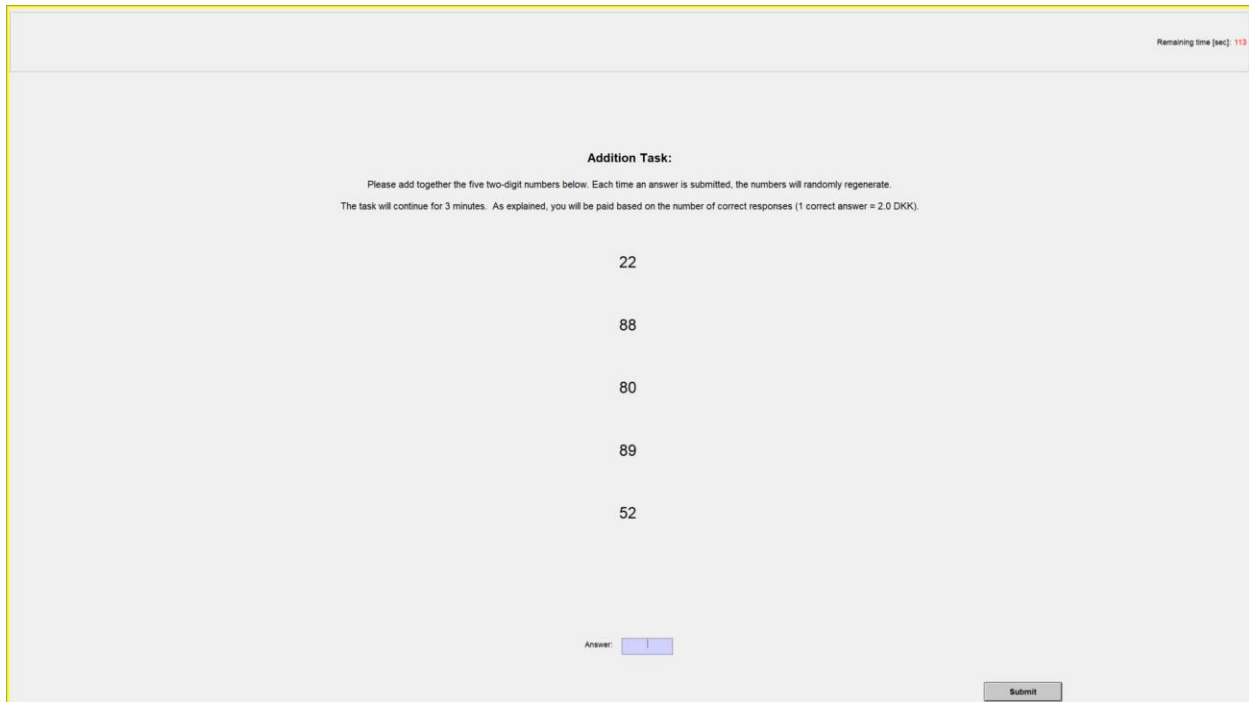 Remaining time [sec]: 113
Addition Task:
Please add together the five two-digit numbers below. Each time an answer is submitted, the numbers will randomly regenerate.
The task will continue for 3 minutes. As explained, you will be paid based on the number of correct responses (1 correct answer = 2.0 DKK).
22
88
80
89
52
Answer:
Submit